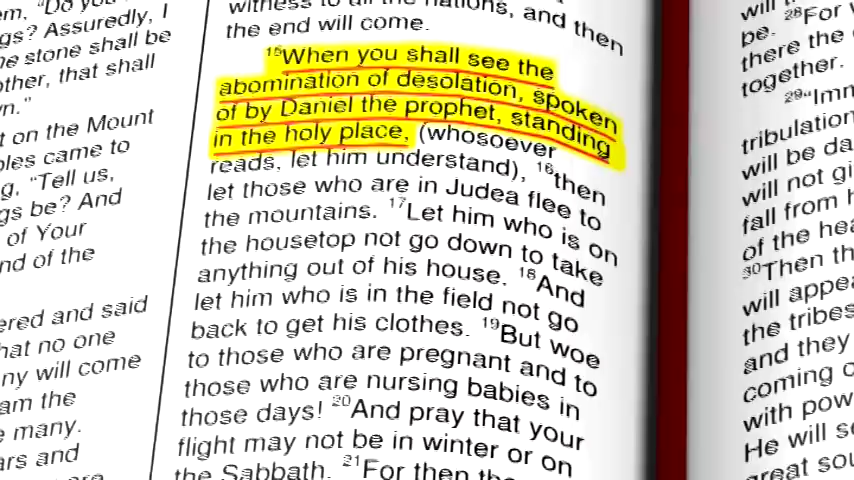 em. "Do you
gs? Assuredly, I
ne stone shall be
other, that shall
vn."
t on the Mount
oles came to
g, "Tell us,
gs be? And
of Your
nd of the
ered and said
hat no one
ny will come
am the
e many.
ars and
witness to all the nations, and then
the end will come.
15When you shall see the
abomination of desolation, spoken
of by Daniel the prophet, standing
in the holy place, (whosoever
reads, let him understand), 16then
let those who are in Judea flee to
the mountains. 17Let him who is on
the housetop not go down to take
anything out of his house. 18And
let him who is in the field not go
back to get his clothes. 19But woe
to those who are pregnant and to
those who are nursing babies in
those days! 20And pray that your
flight may not be in winter or on
the Sabbath. 21For then the
will
be. 28For w
there the
together.
29"Imm
tribulation
will be da
will not gi
fall from h
of the hea
30Then th
will appea
the tribes
and they
coming o
with pow
He will se
great sou